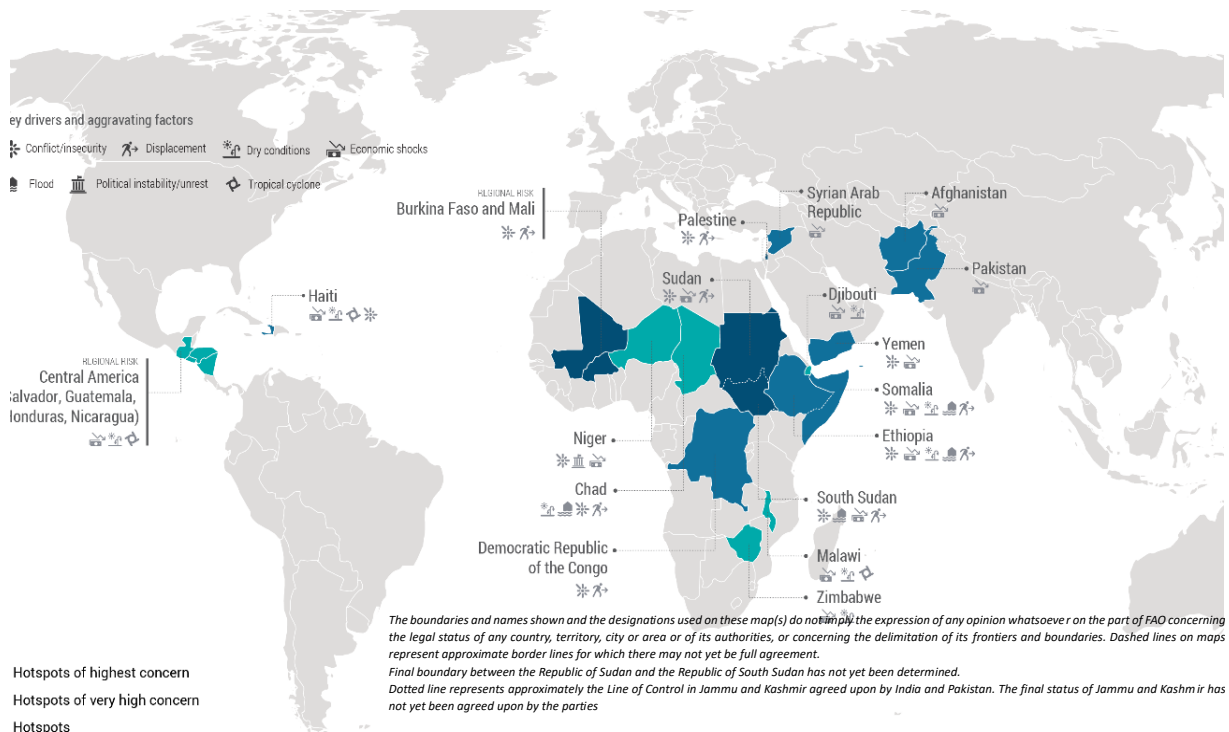 ey drivers and aggravating factors
Conflict/insecurity Displacement Dry conditions Economic shocks
Flood Political instability/unrest Tropical cyclone
REGIONAL RISK
Burkina Faso and Mali
Palestine
Syrian Arab
Republic
Afghanistan
Pakistan
Sudan
Djibouti
Haiti
Yemen
REGIONAL RISK
Central America
Salvador, Guatemala,
Honduras, Nicaragua)
Somalia
Ethiopia
Niger
Chad
South Sudan
Democratic Republic
of the Congo
Malawi
Zimbabwe
The boundaries and names shown and the designations used on these map(s) do not imply the expression of any opinion whatsoever on the part of FAO concerning
the legal status of any country, territory, city or area or of its authorities, or concerning the delimitation of its frontiers and boundaries. Dashed lines on maps
represent approximate border lines for which there may not yet be full agreement.
Final boundary between the Republic of Sudan and the Republic of South Sudan has not yet been determined.
Dotted line represents approximately the Line of Control in Jammu and Kashmir agreed upon by India and Pakistan. The final status of Jammu and Kashmir has
not yet been agreed upon by the parties
Hotspots of highest concern
Hotspots of very high concern
Hotspots